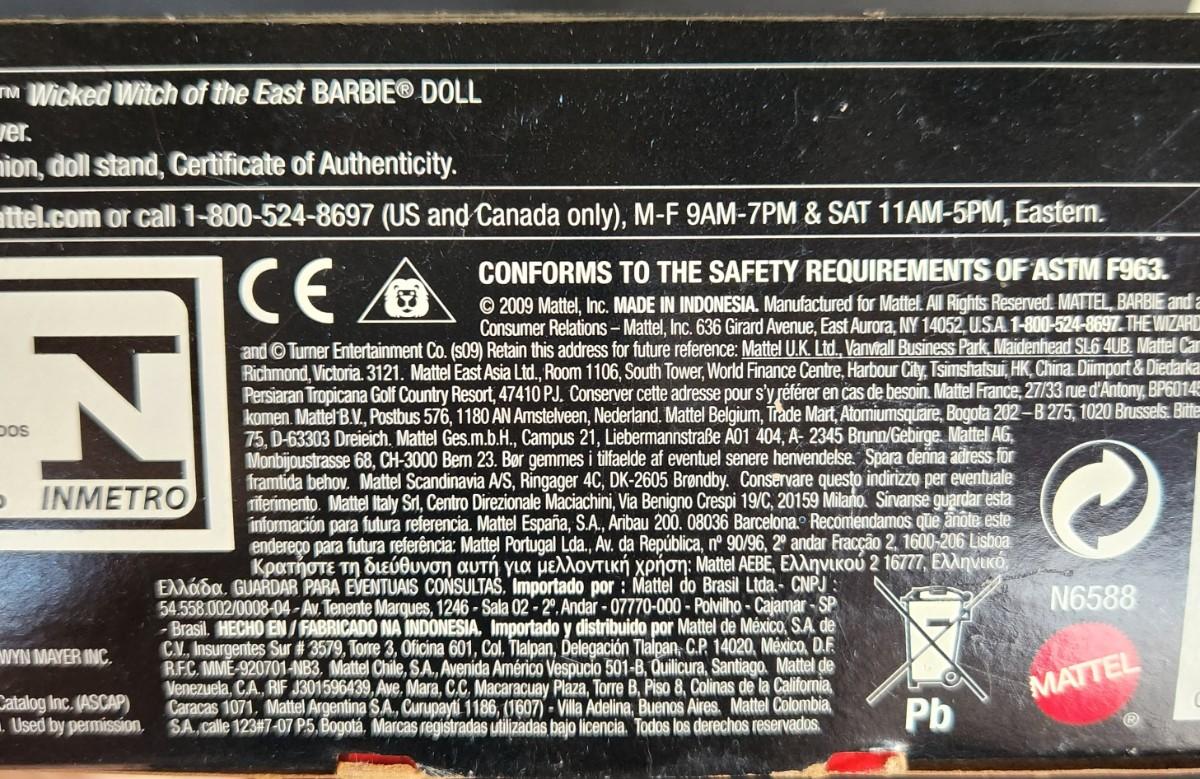 ™ Wicked Witch of the East BARBIE® DOLL
ver.
ion, doll stand, Certificate of Authenticity.
ttel.com or call 1-800-524-8697 (US and Canada only), M-F 9AM-7PM & SAT 11AM-5PM, Eastern.
CE
CONFORMS TO THE SAFETY REQUIREMENTS OF ASTM F963.
© 2009 Mattel, Inc. MADE IN INDONESIA. Manufactured for Mattel. All Rights Reserved. MATTEL, BARBIE and a
Consumer Relations – Mattel, Inc. 636 Girard Avenue, East Aurora, NY 14052, U.S.A. 1-800-524-8697. THE WIZARD
and © Turner Entertainment Co. (s09) Retain this address for future reference: Mattel U.K. Ltd., Vanwall Business Park, Maidenhead SL6 4UB. Mattel
Richmond, Victoria. 3121. Mattel East Asia Ltd., Room 1106, South Tower, World Finance Centre, Harbour City, Tsimshatsui, HK, China. Diimport & Diedarka
Persiaran Tropicana Golf Country Resort, 47410 PJ. Conserver cette adresse pour s'y référer en cas de besoin. Mattel France, 27/33 rue d'Antony, BP60146
komen. Mattel B.V., Postbus 576, 1180 AN Amstelveen, Nederland. Mattel Belgium, Trade Mart, Atomiumsquare, Bogota 202 – B 275, 1020 Brussels. Bitt
75, D-63303 Dreieich. Mattel Ges.m.b.H., Campus 21, Liebermannstraße A01 404, A- 2345 Brunn/Gebirge. Mattel AG,
Monbijoustrasse 68, CH-3000 Bern 23. Bør gemmes i tilfælde af eventuel senere henvendelse. Spara denna adress för
framtida behov. Mattel Scandinavia A/S, Ringager 4C, DK-2605 Brøndby. Conservare questo indirizzo per eventuale
riferimento. Mattel Italy Srl, Centro Direzionale Maciachini, Via Benigno Crespi 19/C, 20159 Milano. Sírvanse guardar esta
información para futura referencia. Mattel España, S.A., Aribau 200. 08036 Barcelona. Recomendamos que anote este
endereço para futura referência: Mattel Portugal Lda., Av. da República, nº 90/96, 2º andar Fracção 2, 1600-206 Lisboa
Κρατήστε τη διεύθυνση αυτή για μελλοντική χρήση: Mattel AEBE, Ελληνικού 2 16777, Ελληνικό,
Ελλάδα. GUARDAR PARA EVENTUAIS CONSULTAS. Importado por : Mattel do Brasil Ltda.- CNPJ :
54.558.002/0008-04 - Av. Tenente Marques, 1246 - Sala 02 - 2º. Andar - 07770-000 - Polvilho - Cajamar - SP
- Brasil. HECHO EN / FABRICADO NA INDONESIA. Importado y distribuido por Mattel de México, S.A. de
C.V., Insurgentes Sur # 3579, Torre 3, Oficina 601, Col. Tlalpan, Delegación Tlalpan, C.P. 14020, México, D.F.
R.F.C. MME-920701-NB3. Mattel Chile, S.A., Avenida Américo Vespucio 501-B, Quilicura, Santiago. Mattel de
Venezuela, C.A., RIF J301596439, Ave. Mara, C.C. Macaracuay Plaza, Torre B, Piso 8, Colinas de la California,
Caracas 1071. Mattel Argentina S.A., Curupaytí 1186, (1607) - Villa Adelina, Buenos Aires. Mattel Colombia,
S.A., calle 123#7-07 P.5, Bogotá. Marcas registradas utilizadas bajo licencia. Todos los derechos reservados.
DOS
INMETRO
WYN MAYER INC.
Catalog Inc. (ASCAP)
. Used by permission.
Pb
N6588
MATTEL
®